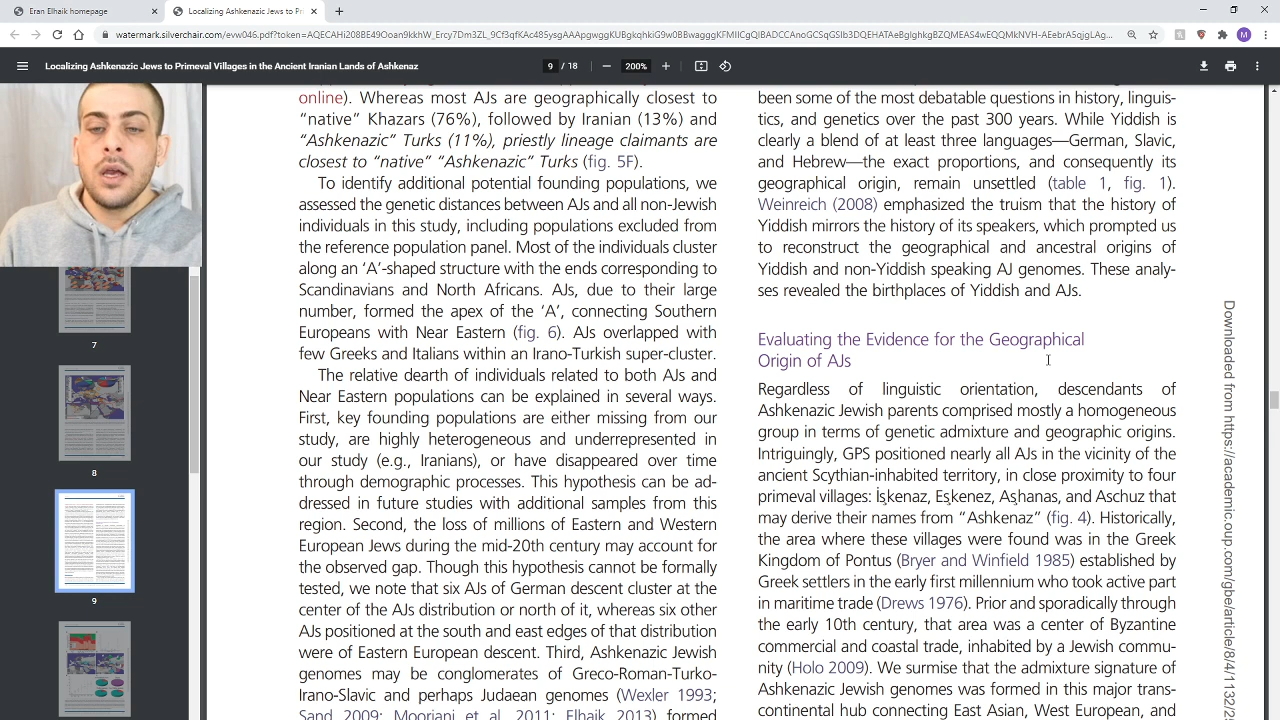 Eran Elhaik homepage
Localizing Ashkenazic Jews to Pr
watermark.silverchair.com/evw046.pdf?token=
Localizing Ashkenazic Jews to Primeval Villages in the Ancient Iranian Lands of Ashkenaz
9 / 18
200%
M
7
8
9
online). Whereas most AJs are geographically closest to
"native" Khazars (76%), followed by Iranian (13%) and
"Ashkenazic" Turks (11%), priestly lineage claimants are
closest to "native" "Ashkenazic" Turks (fig. 5F).
To identify additional potential founding populations, we
assessed the genetic distances between AJs and all non-Jewish
individuals in this study, including populations excluded from
the reference population panel. Most of the individuals cluster
along an 'A'-shaped structure with the ends corresponding to
Scandinavians and North Africans. AJs, due to their large
number, formed the apex of the 'A', connecting Southern
Europeans with Near Eastern (fig. 6). AJs overlapped with
few Greeks and Italians within an Irano-Turkish super-cluster.
The relative dearth of individuals related to both AJs and
Near Eastern populations can be explained in several ways.
First, key founding populations are either missing from our
study, are highly heterogeneous and underrepresented in
our study (e.g., Iranians), or have disappeared over time
through demographic processes. This hypothesis can be ad-
dressed in future studies with additional samples from this
region. Second, the loss of millions of Eastern and Western
European Jews during the mid-20th century may account for
the observed gap. Though this hypothesis cannot be formally
tested, we note that six AJs of German descent cluster at the
center of the AJs distribution or north of it, whereas six other
AJs positioned at the south and east edges of that distribution
were of Eastern European descent. Third, Ashkenazic Jewish
genomes may be conglomerates of Greco-Roman-Turko-
Irano-Slavic and perhaps Judaean genomes (Wexler 1993;
Sand 2009; Moorjani et al. 2011; Elhaik 2013) formed
been some of the most debatable questions in history, linguis-
tics, and genetics over the past 300 years. While Yiddish is
clearly a blend of at least three languages—German, Slavic,
and Hebrew—the exact proportions, and consequently its
geographical origin, remain unsettled (table 1, fig. 1).
Weinreich (2008) emphasized the truism that the history of
Yiddish mirrors the history of its speakers, which prompted us
to reconstruct the geographical and ancestral origins of
Yiddish and non-Yiddish speaking AJ genomes. These analy-
ses revealed the birthplace of Yiddish and AJs.
Evaluating the Evidence for the Geographical
Origin of AJs
Regardless of linguistic orientation, descendants of
Ashkenazic Jewish parents comprised mostly a homogeneous
group in terms of genetic admixture and geographic origins.
Intriguingly, GPS positioned nearly all AJs in the vicinity of the
ancient Scythian-inhabited territory, in close proximity to four
primeval villages: İşkenaz, Eşkenez, Aşhanas, and Aschuz that
may derive their names from "Ashkenaz" (fig. 4). Historically,
the area where these villages were found was in the Greek
Kingdom of Pontus (Bryer and Winfield 1985) established by
Greek settlers in the early first millennium who took active part
in maritime trade (Drews 1976). Prior and sporadically through
the early 10th century, that area was a center of Byzantine
commercial and coastal trade, inhabited by a Jewish commu-
nity (Holo 2009). We surmise that the admixture signature of
Ashkenazic Jewish genomes was formed in this major trans-
continental hub connecting East Asian, West European, and
Downloaded from https://academic.oup.com/gbe/article/8/4/1132/2